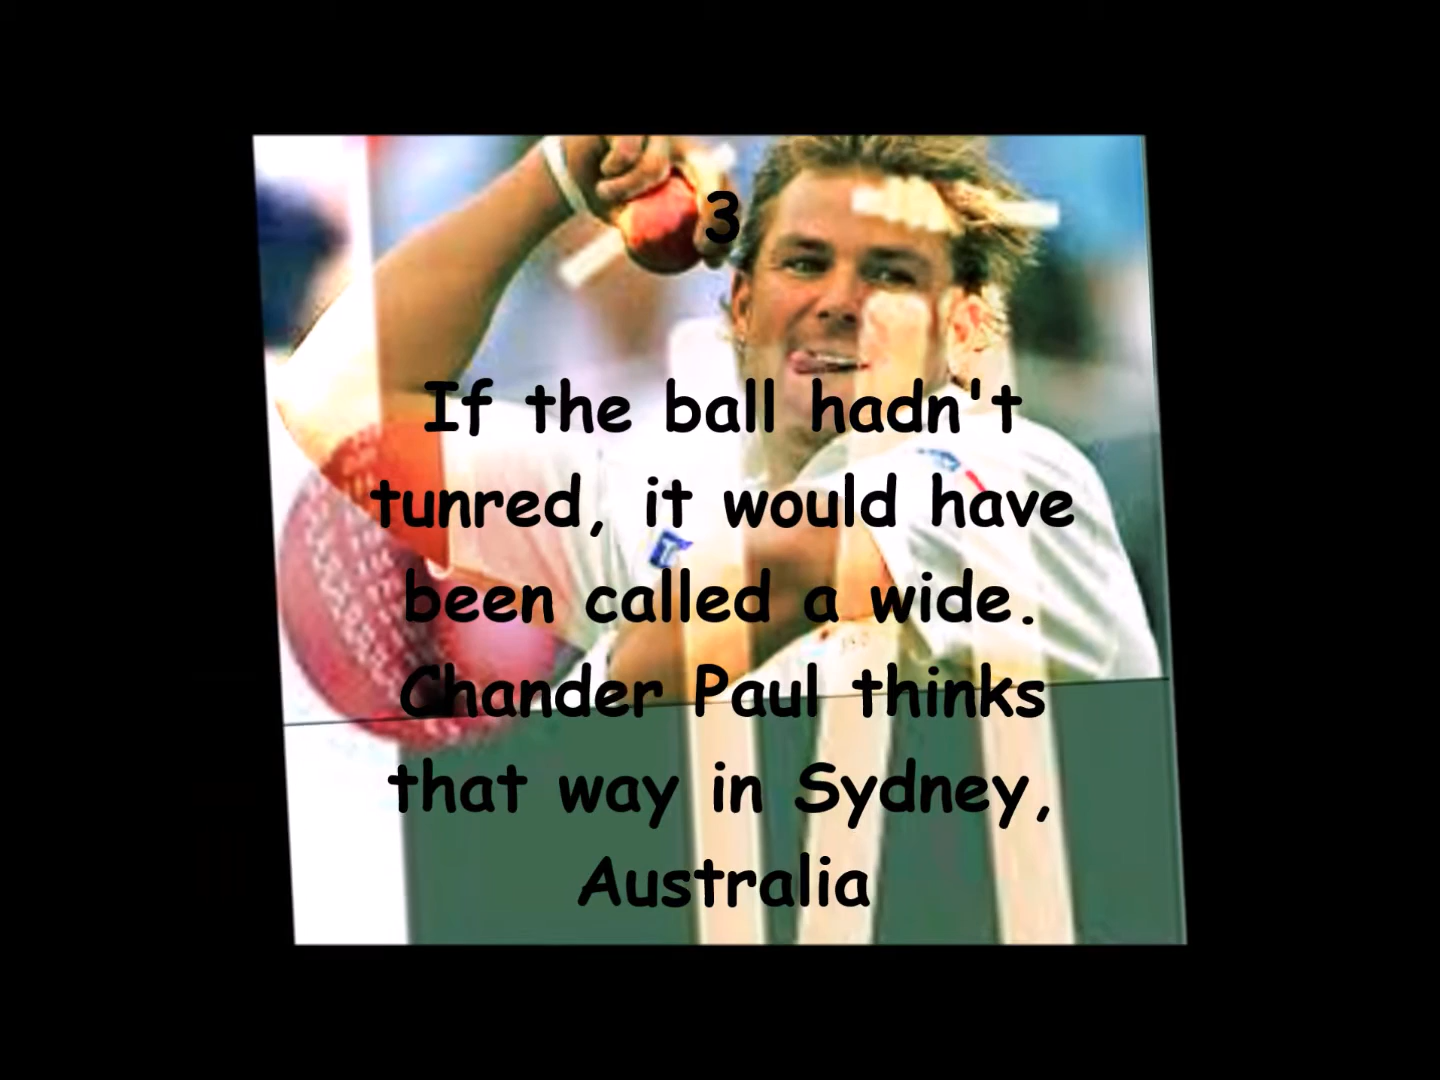 3
If the ball hadn't
tunred, it would have
been called a wide.
Chander Paul thinks
that way in Sydney,
Australia